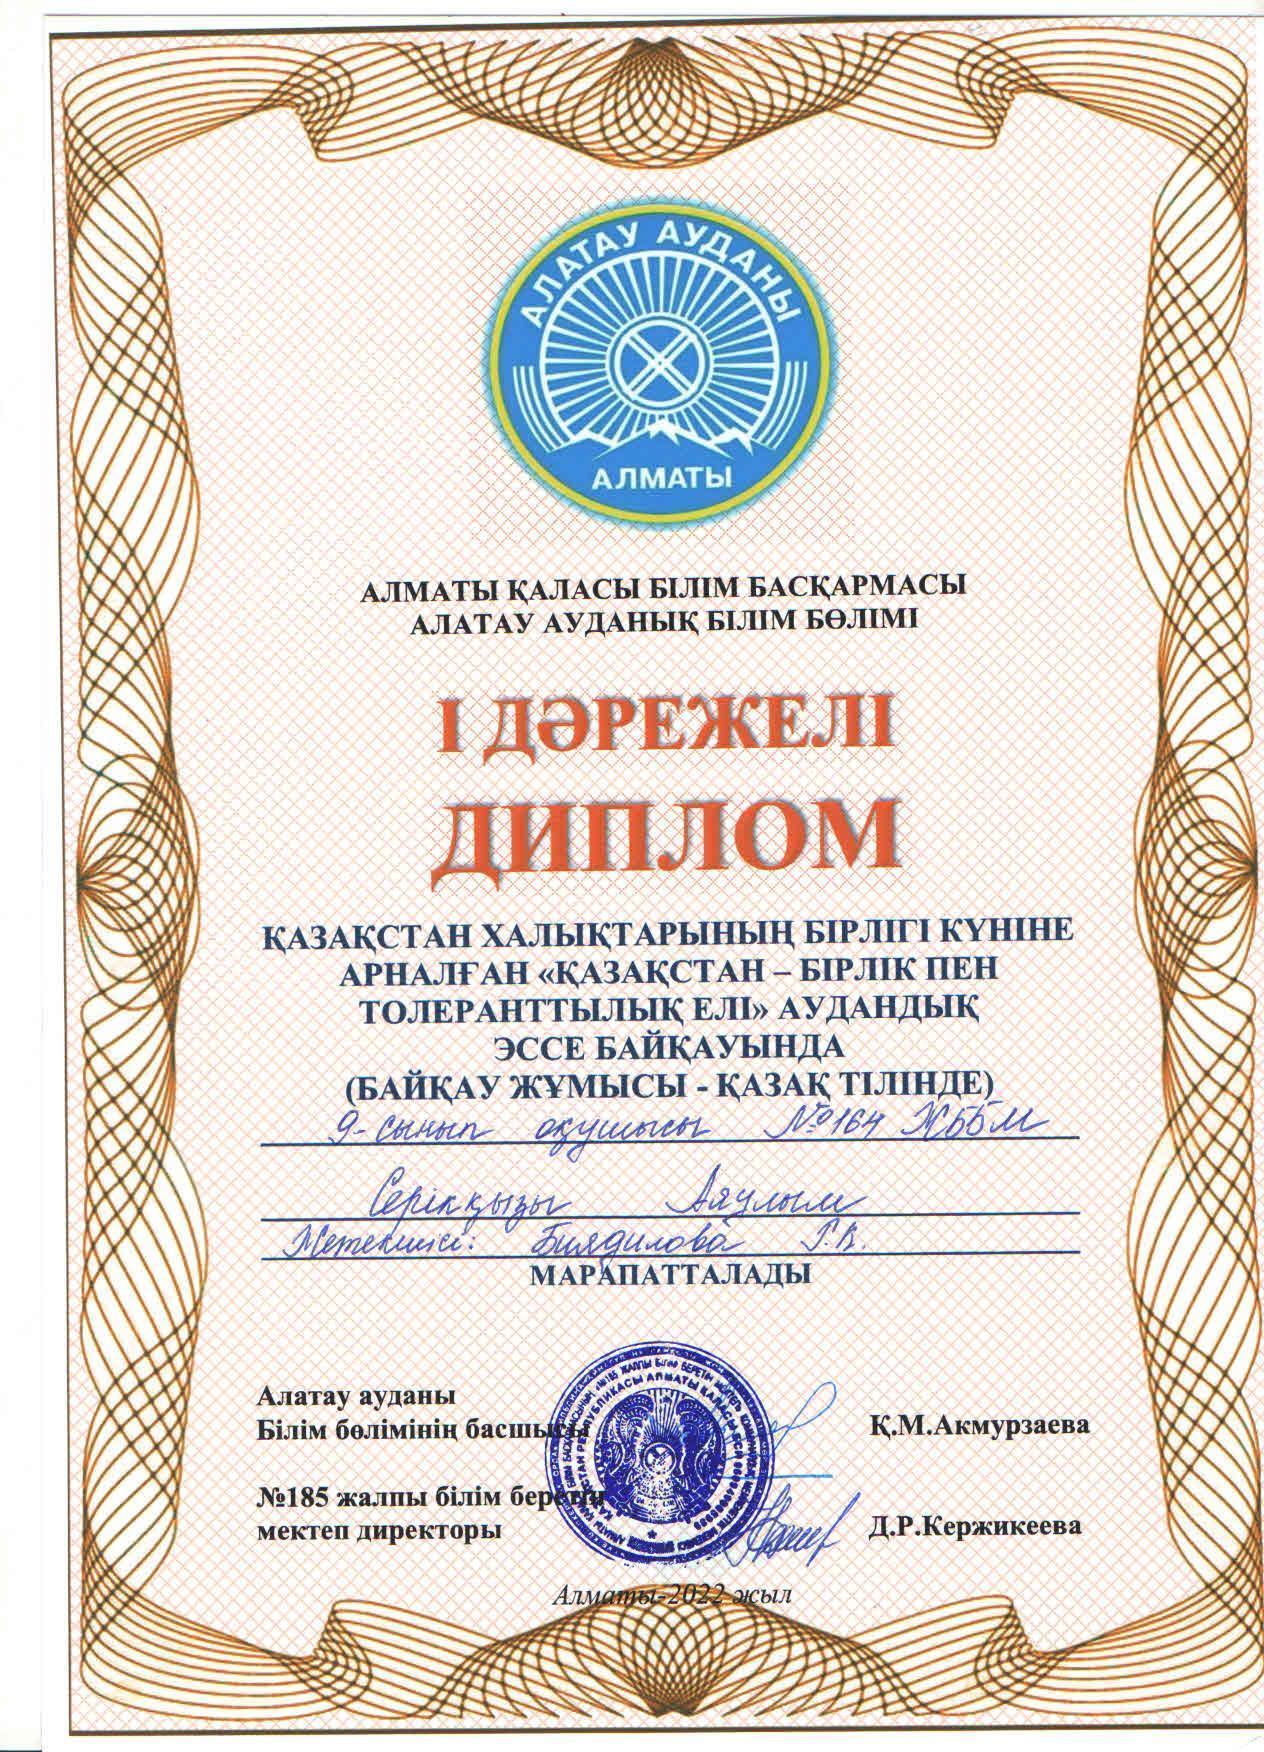 АЛАТАУ АУДАНЫ
АЛМАТЫ
АЛМАТЫ ҚАЛАСЫ БІЛІМ БАСҚАРМАСЫ
АЛАТАУ АУДАНЫҚ БІЛІМ БӨЛІМІ
І ДӘРЕЖЕЛІ
ДИПЛОМ
ҚАЗАҚСТАН ХАЛЫҚТАРЫНЫҢ БІРЛІГІ КҮНІНЕ
АРНАЛҒАН «ҚАЗАҚСТАН – БІРЛІК ПЕН
ТОЛЕРАНТТЫЛЫҚ ЕЛІ» АУДАНДЫҚ
ЭССЕ БАЙҚАУЫНДА
(БАЙҚАУ ЖҰМЫСЫ - ҚАЗАҚ ТІЛІНДЕ)
9-сынып оқушысы №164 ЖББМ
Серікқызы Аяулым
Жетекшісі: Биядилова Г.К.
МАРАПАТТАЛАДЫ
Алатау ауданы
Білім бөлімінің басшысы Қ.М.Акмурзаева
№185 жалпы білім беретін
мектеп директоры Д.Р.Кержикеева
Алматы-2022 жыл